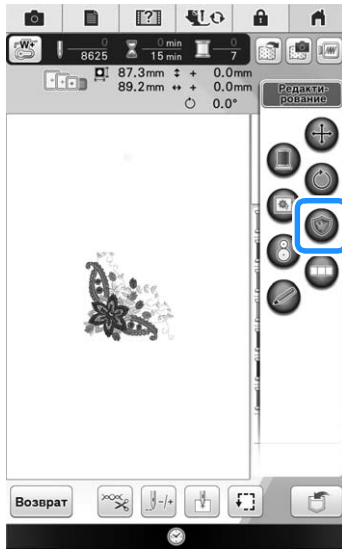 [?]
W+
0 0 min 0
8625 15 min 7
87.3mm + 0.0mm
89.2mm + 0.0mm
0.0°
Редакти-
рование
Возврат
-/+